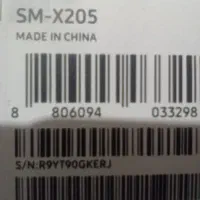 SM-X205
MADE IN CHINA
8 806094 033298
S/N:R9YT90GKERJ